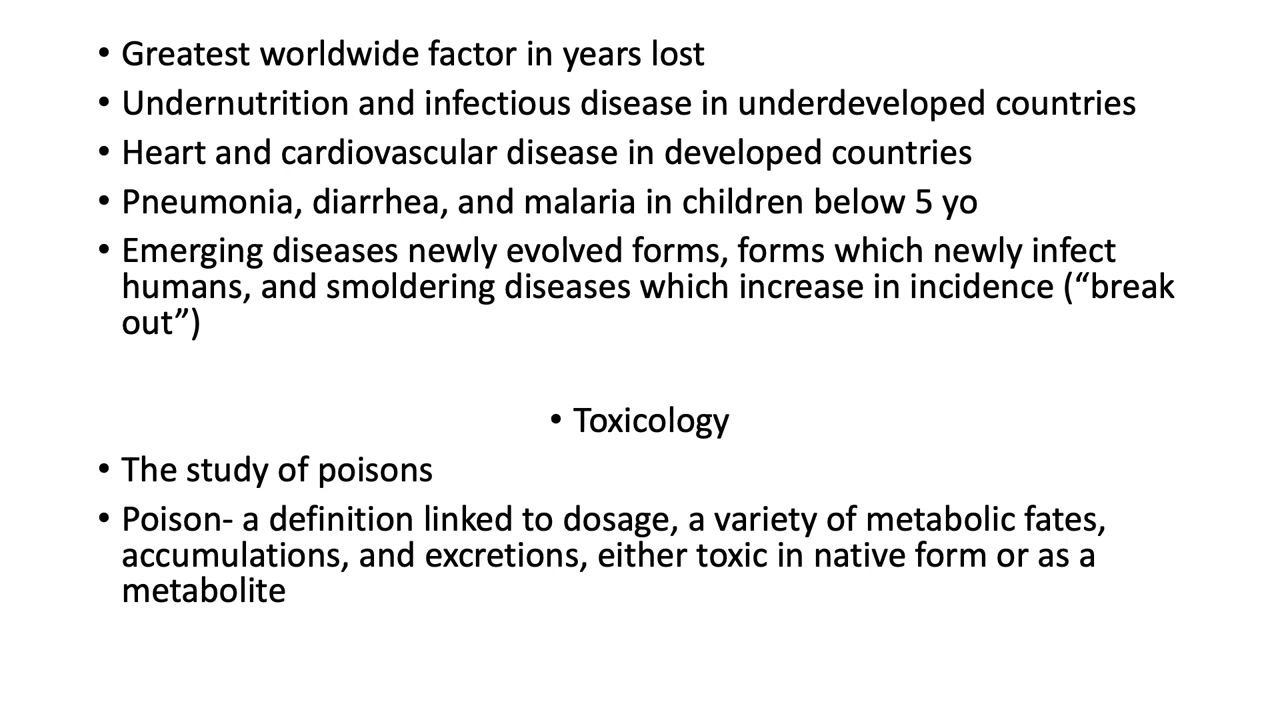 • Greatest worldwide factor in years lost
• Undernutrition and infectious disease in underdeveloped countries
• Heart and cardiovascular disease in developed countries
• Pneumonia, diarrhea, and malaria in children below 5 yo
• Emerging diseases newly evolved forms, forms which newly infect
humans, and smoldering diseases which increase in incidence (“break
out”)
• Toxicology
• The study of poisons
• Poison- a definition linked to dosage, a variety of metabolic fates,
accumulations, and excretions, either toxic in native form or as a
metabolite